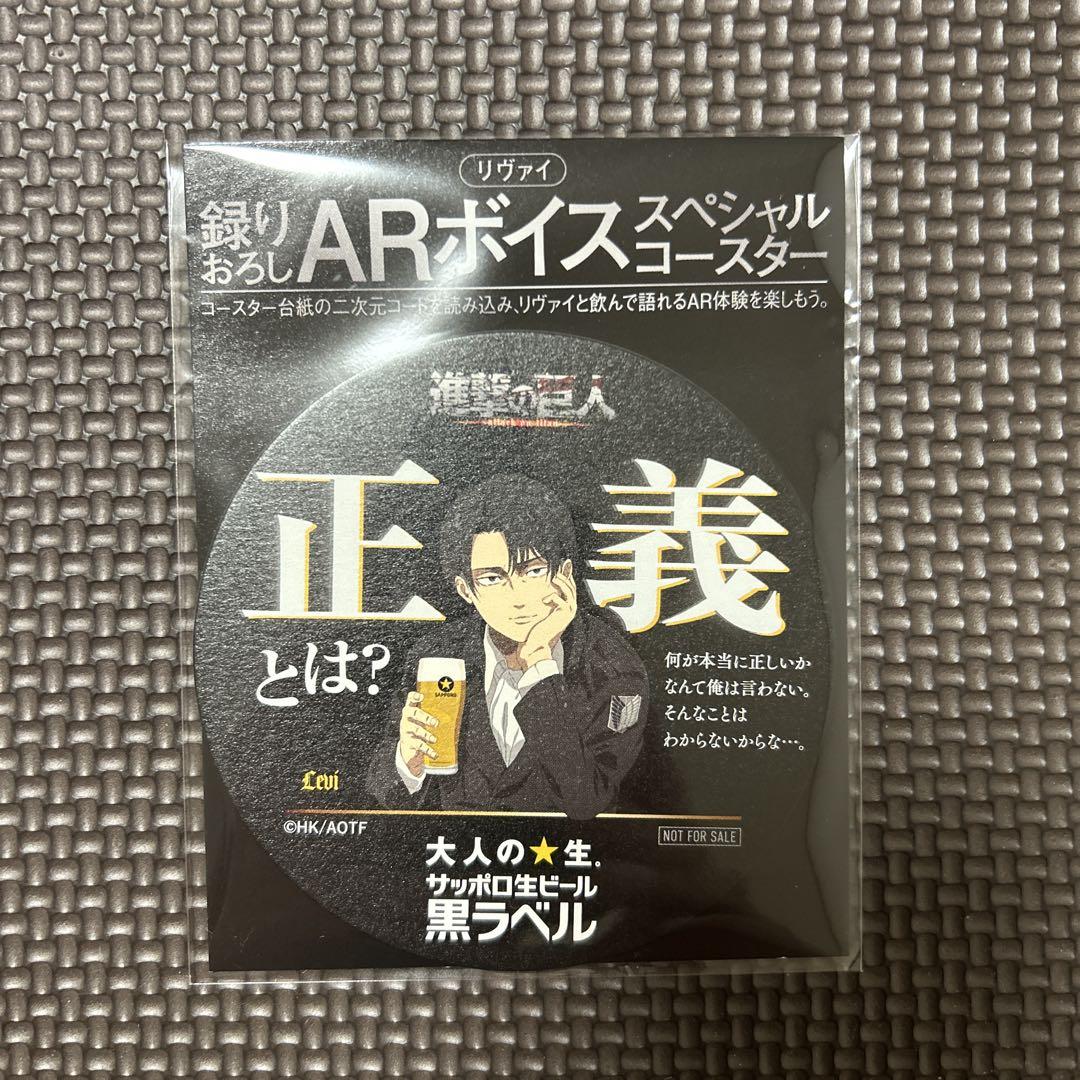 リヴァイ
録り
おろし
ARボイス
スペシャル
コースター
コースター台紙の二次元コードを読み込み、リヴァイと飲んで語れるAR体験を楽しもう。
進撃の巨人
attack on titan
正義
とは?
何が本当に正しいか
なんて俺は言わない。
そんなことは
わからないからな…。
SAPPORO
Levi
©HK/AOTF
NOT FOR SALE
大人の★生.
サッポロ生ビール
黒ラベル